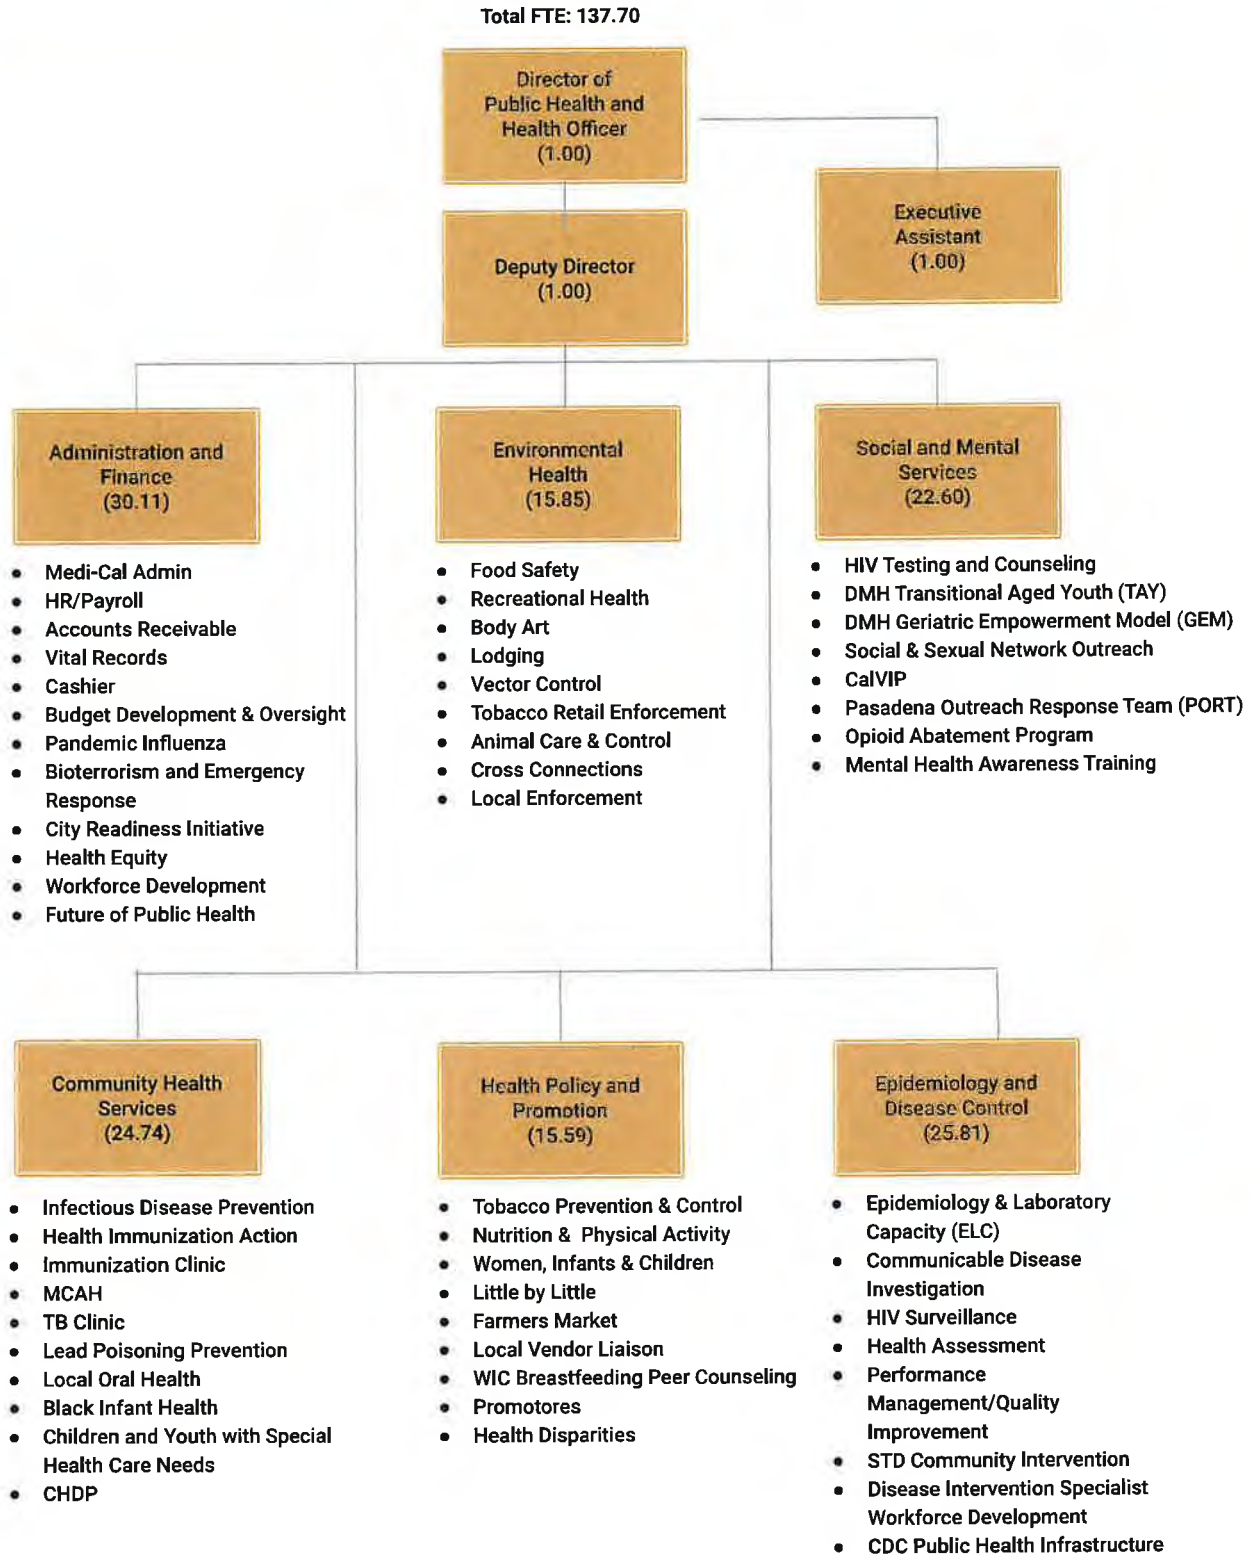 Total FTE: 137.70
Director of
Public Health and
Health Officer
(1.00)
Executive
Assistant
(1.00)
Deputy Director
(1.00)
Administration and
Finance
(30.11)
• Medi-Cal Admin
• HR/Payroll
• Accounts Receivable
• Vital Records
• Cashier
• Budget Development & Oversight
• Pandemic Influenza
• Bioterrorism and Emergency
Response
• City Readiness Initiative
• Health Equity
• Workforce Development
• Future of Public Health
Environmental
Health
(15.85)
• Food Safety
• Recreational Health
• Body Art
• Lodging
• Vector Control
• Tobacco Retail Enforcement
• Animal Care & Control
• Cross Connections
• Local Enforcement
Social and Mental
Services
(22.60)
• HIV Testing and Counseling
• DMH Transitional Aged Youth (TAY)
• DMH Geriatric Empowerment Model (GEM)
• Social & Sexual Network Outreach
• CalVIP
• Pasadena Outreach Response Team (PORT)
• Opioid Abatement Program
• Mental Health Awareness Training
Community Health
Services
(24.74)
• Infectious Disease Prevention
• Health Immunization Action
• Immunization Clinic
• MCAH
• TB Clinic
• Lead Poisoning Prevention
• Local Oral Health
• Black Infant Health
• Children and Youth with Special
Health Care Needs
• CHDP
Health Policy and
Promotion
(15.59)
• Tobacco Prevention & Control
• Nutrition & Physical Activity
• Women, Infants & Children
• Little by Little
• Farmers Market
• Local Vendor Liaison
• WIC Breastfeeding Peer Counseling
• Promotores
• Health Disparities
Epidemiology and
Disease Control
(25.81)
• Epidemiology & Laboratory
Capacity (ELC)
• Communicable Disease
Investigation
• HIV Surveillance
• Health Assessment
• Performance
Management/Quality
Improvement
• STD Community Intervention
• Disease Intervention Specialist
Workforce Development
• CDC Public Health Infrastructure